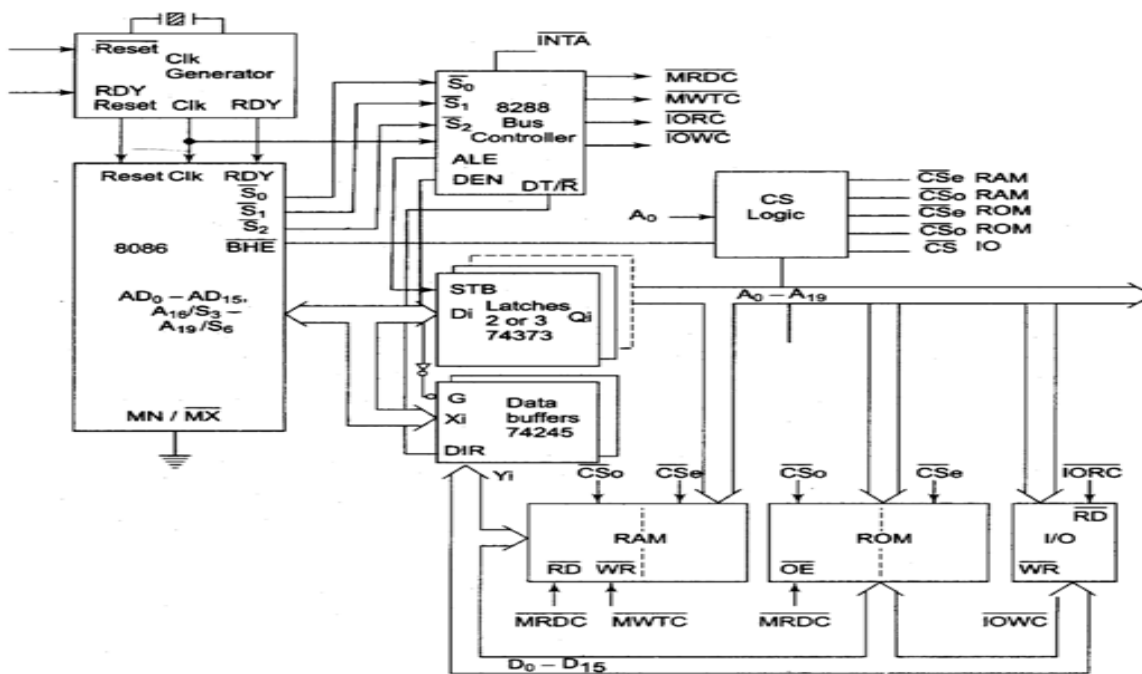 Reset
Clk
Generator
RDY
Reset Clk RDY
INTA
S0
S1
S2
8288
Bus
Controller
ALE
DEN
DT/R
MRDC
MWTC
IORC
IOWC
Reset Clk RDY
S0
S1
S2
BHE
8086
AD0 – AD15,
A16/S3 –
A19/S6
MN / MX
A0
CS
Logic
CSe RAM
CSo RAM
CSe ROM
CSo ROM
CS IO
A0 – A19
STB
Di
Latches
2 or 3
74373
Qi
G
Xi
DIR
Data
buffers
74245
Yi
CSo
CSe
CSo
CSe
IORC
RAM
RD WR
ROM
OE
RD
I/O
WR
MRDC
MWTC
MRDC
IOWC
D0 – D15